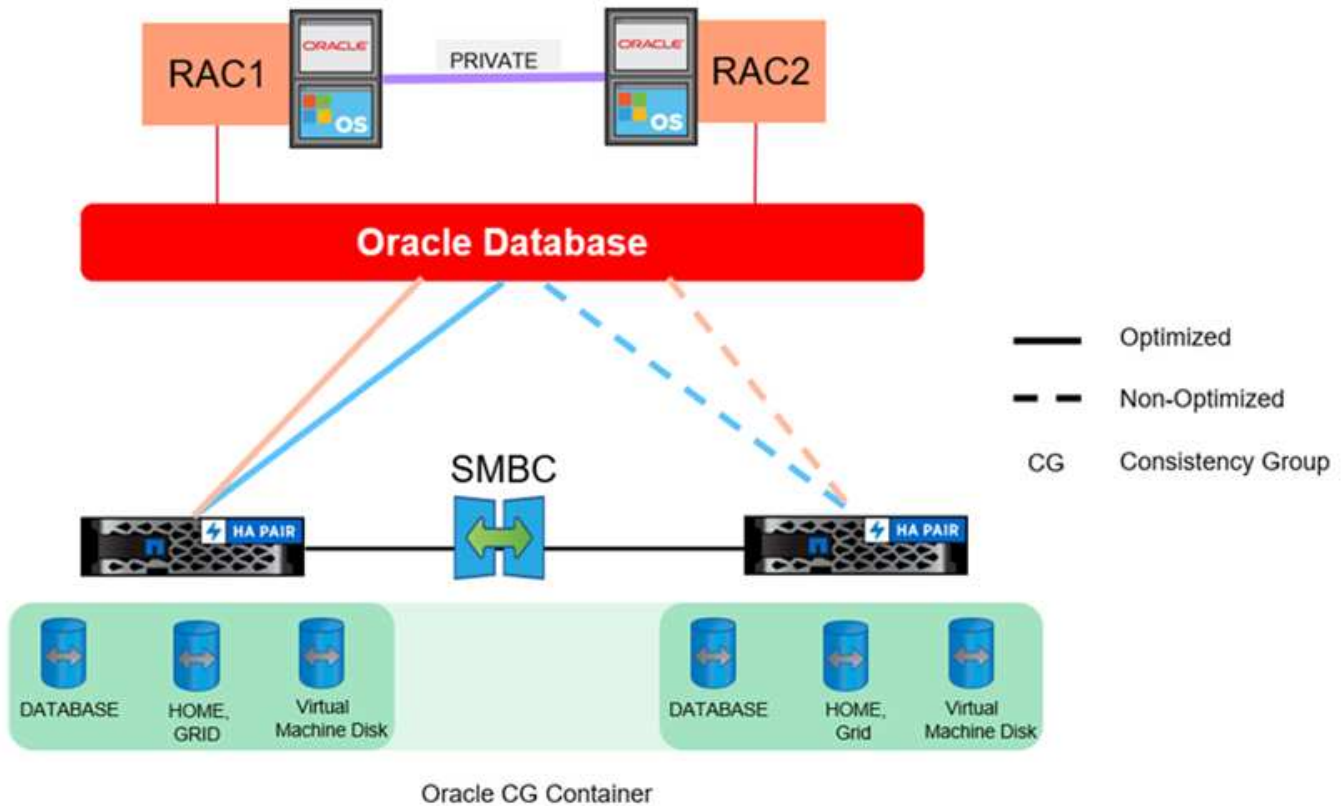 RAC1
ORACLE
OS
PRIVATE
ORACLE
OS
RAC2
Oracle Database
Optimized
Non-Optimized
CG Consistency Group
SMBC
HA PAIR
HA PAIR
DATABASE
HOME,
GRID
Virtual
Machine Disk
DATABASE
HOME,
Grid
Virtual
Machine Disk
Oracle CG Container